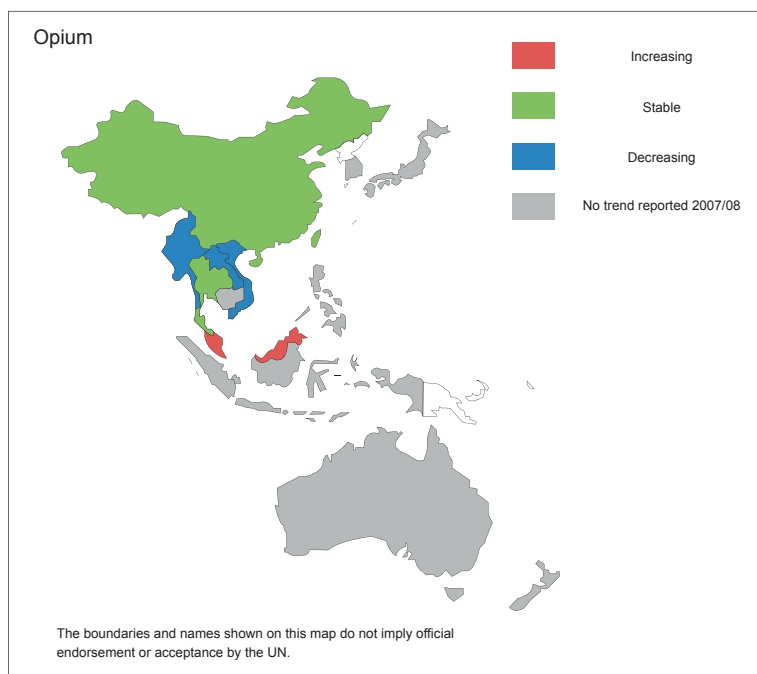 Opium
Increasing
Stable
Decreasing
No trend reported 2007/08
The boundaries and names shown on this map do not imply official
endorsement or acceptance by the UN.